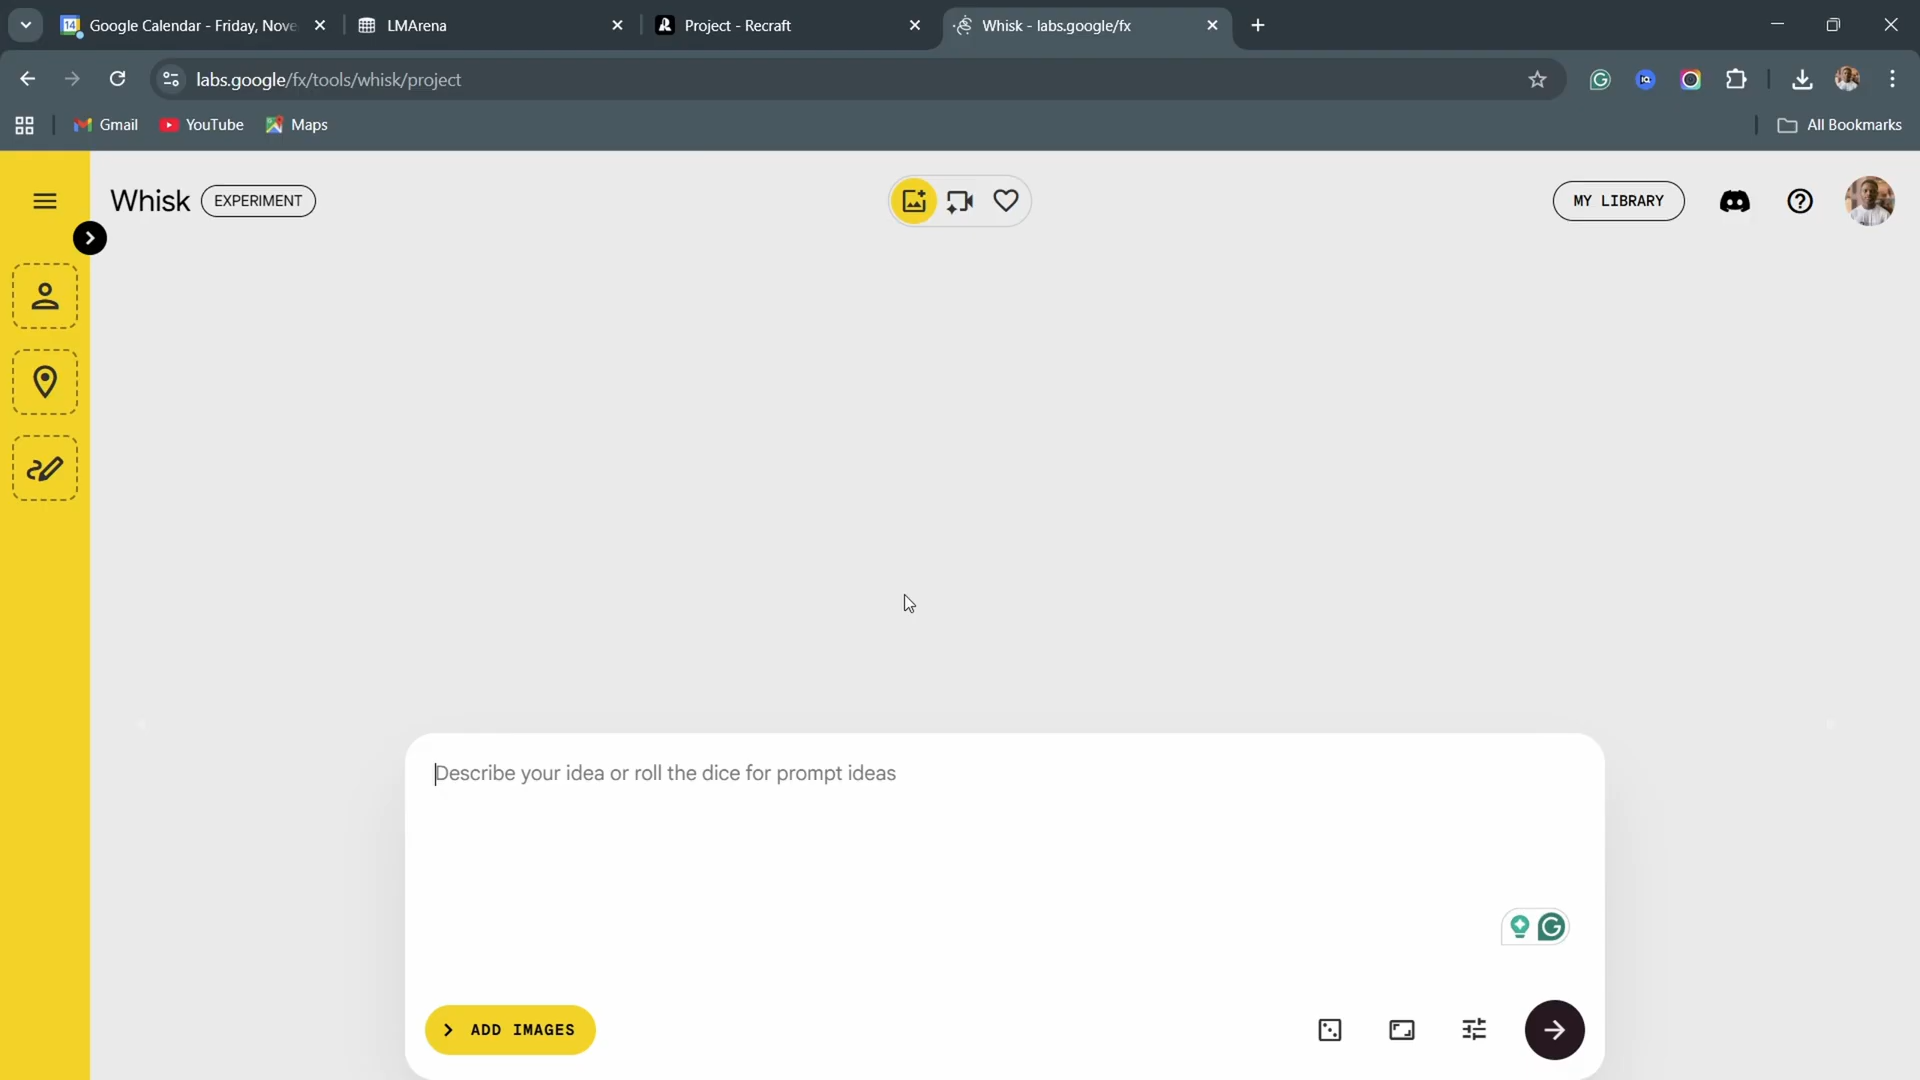 14 Google Calendar - Friday, Nove
LMArena
Project - Recraft
Whisk - labs.google/fx
labs.google/fx/tools/whisk/project
Gmail
YouTube
Maps
All Bookmarks
Whisk
EXPERIMENT
MY LIBRARY
Describe your idea or roll the dice for prompt ideas
ADD IMAGES